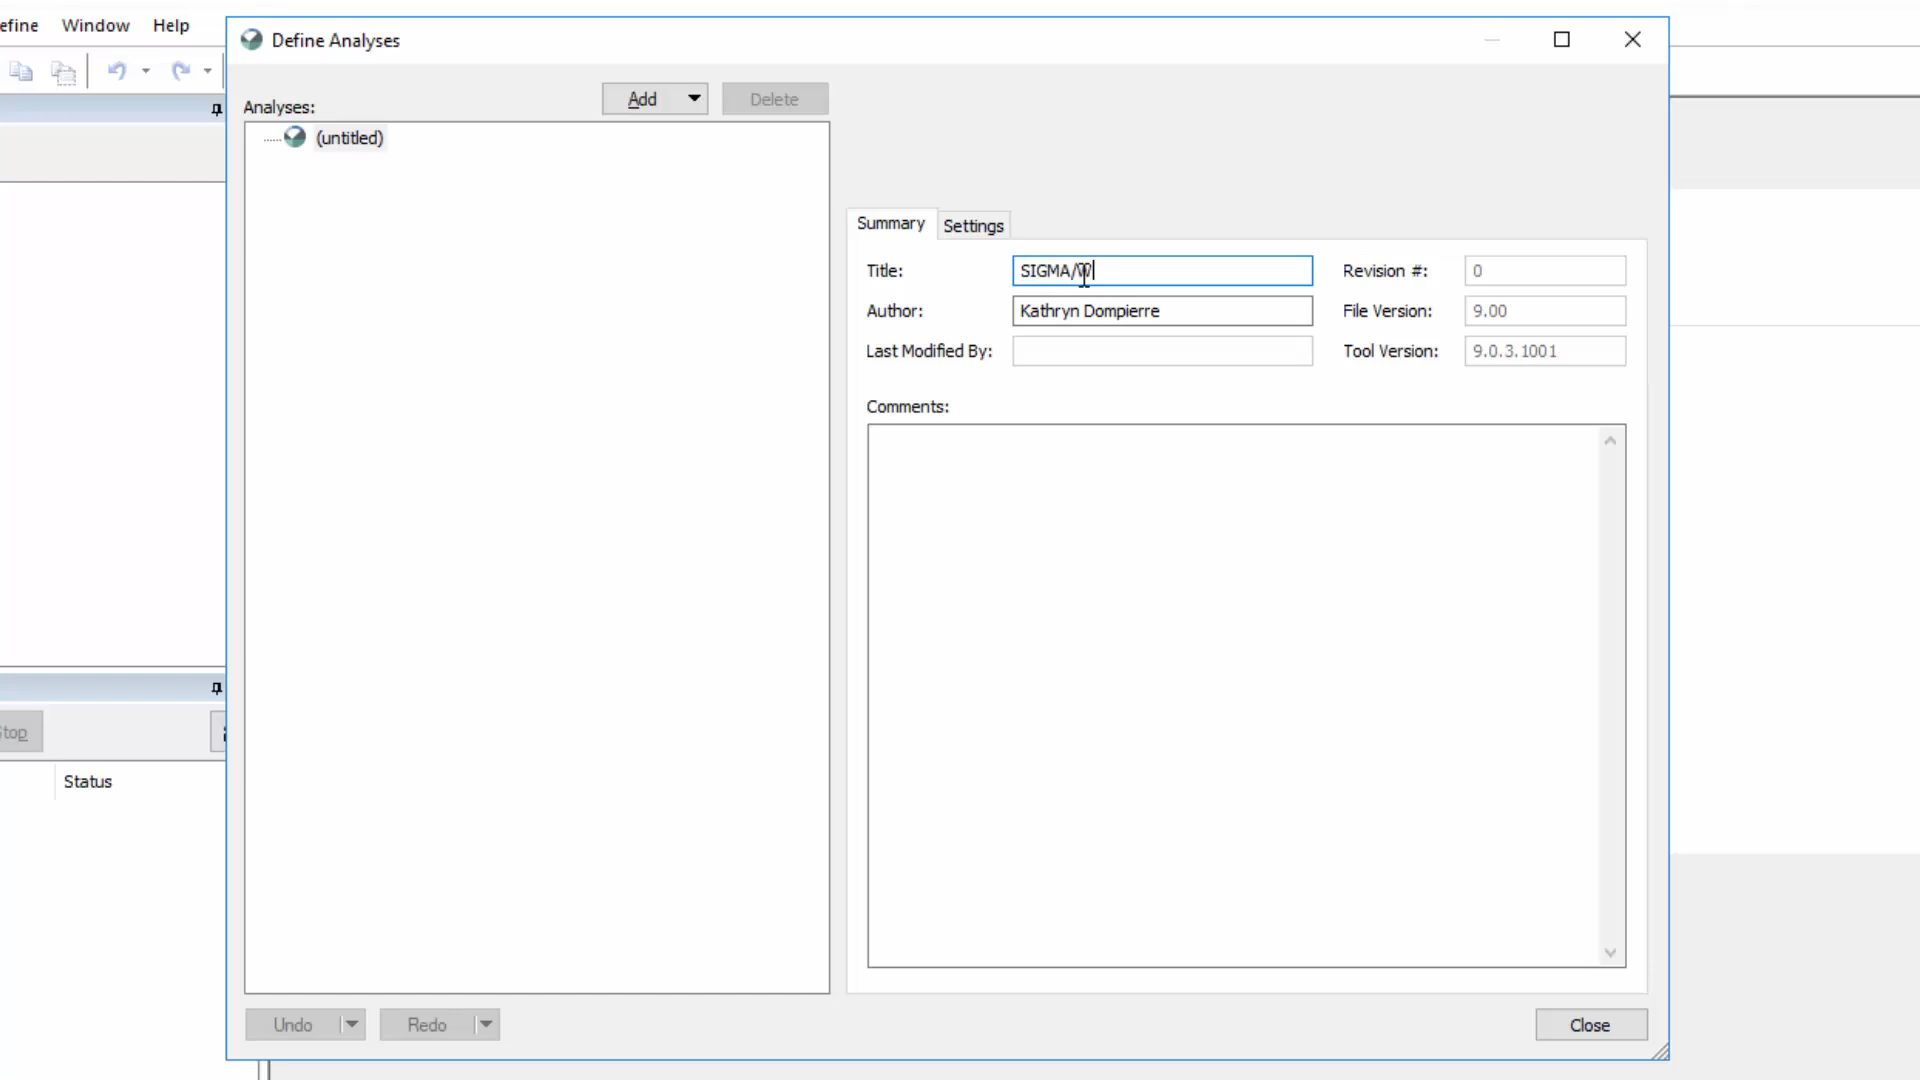 efine Window Help
Define Analyses
Analyses:
Add
Delete
(untitled)
Summary
Settings
Title: SIGMA/W Revision #: 0
Author: Kathryn Dompierre File Version: 9.00
Last Modified By: Tool Version: 9.0.3.1001
Comments:
Stop
Status
Undo
Redo
Close